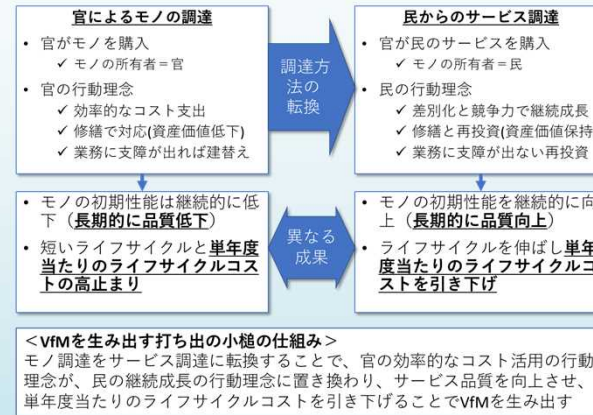 官によるモノの調達
• 官がモノを購入
✓ モノの所有者＝官
• 官の行動理念
✓ 効率的なコスト支出
✓ 修繕で対応(資産価値低下)
✓ 業務に支障が出れば建替え
調達方
法の
転換
民からのサービス調達
• 官が民のサービスを購入
✓ モノの所有者＝民
• 民の行動理念
✓ 差別化と競争力で継続成長
✓ 修繕と再投資(資産価値保持
✓ 業務に支障が出ない再投資
• モノの初期性能は継続的に低
下（長期的に品質低下）
• 短いライフサイクルと単年度
当たりのライフサイクルコス
トの高止まり
異なる
成果
• モノの初期性能を継続的に向
上（長期的に品質向上）
• ライフサイクルを伸ばし単年
度当たりのライフサイクルコ
ストを引き下げ
＜VfMを生み出す打ち出の小槌の仕組み＞
モノ調達をサービス調達に転換することで、官の効率的なコスト活用の行動
理念が、民の継続成長の行動理念に置き換わり、サービス品質を向上させ、
単年度当たりのライフサイクルコストを引き下げることでVfMを生み出す